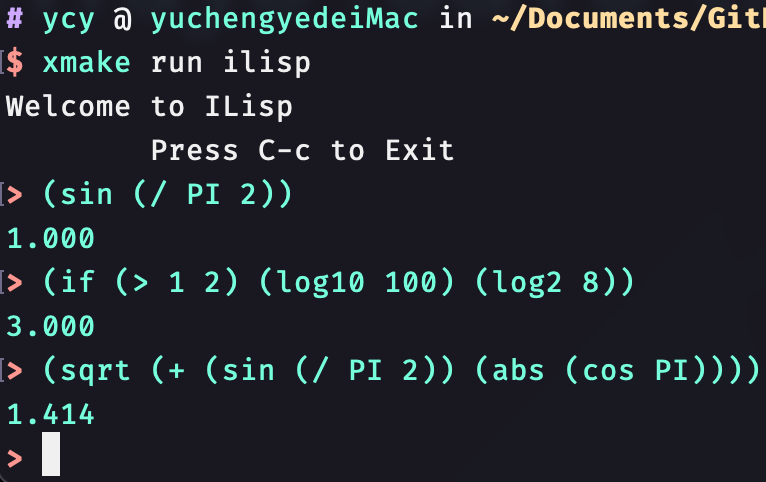 # ycy @ yuchengyedeiMac in ~/Documents/Git
$ xmake run ilisp
Welcome to ILisp
Press C-c to Exit
> (sin (/ PI 2))
1.000
> (if (> 1 2) (log10 100) (log2 8))
3.000
> (sqrt (+ (sin (/ PI 2)) (abs (cos PI))))
1.414
>